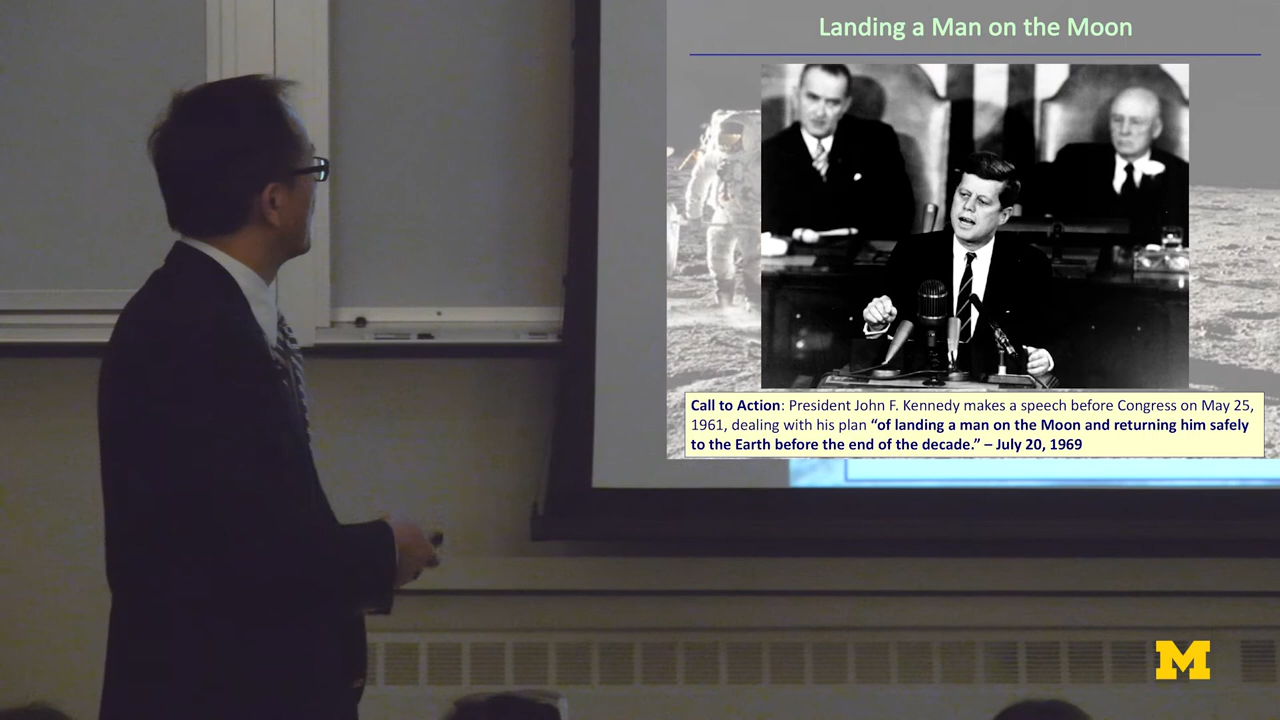 Landing a Man on the Moon
Call to Action: President John F. Kennedy makes a speech before Congress on May 25,
1961, dealing with his plan “of landing a man on the Moon and returning him safely
to the Earth before the end of the decade.” – July 20, 1969
M